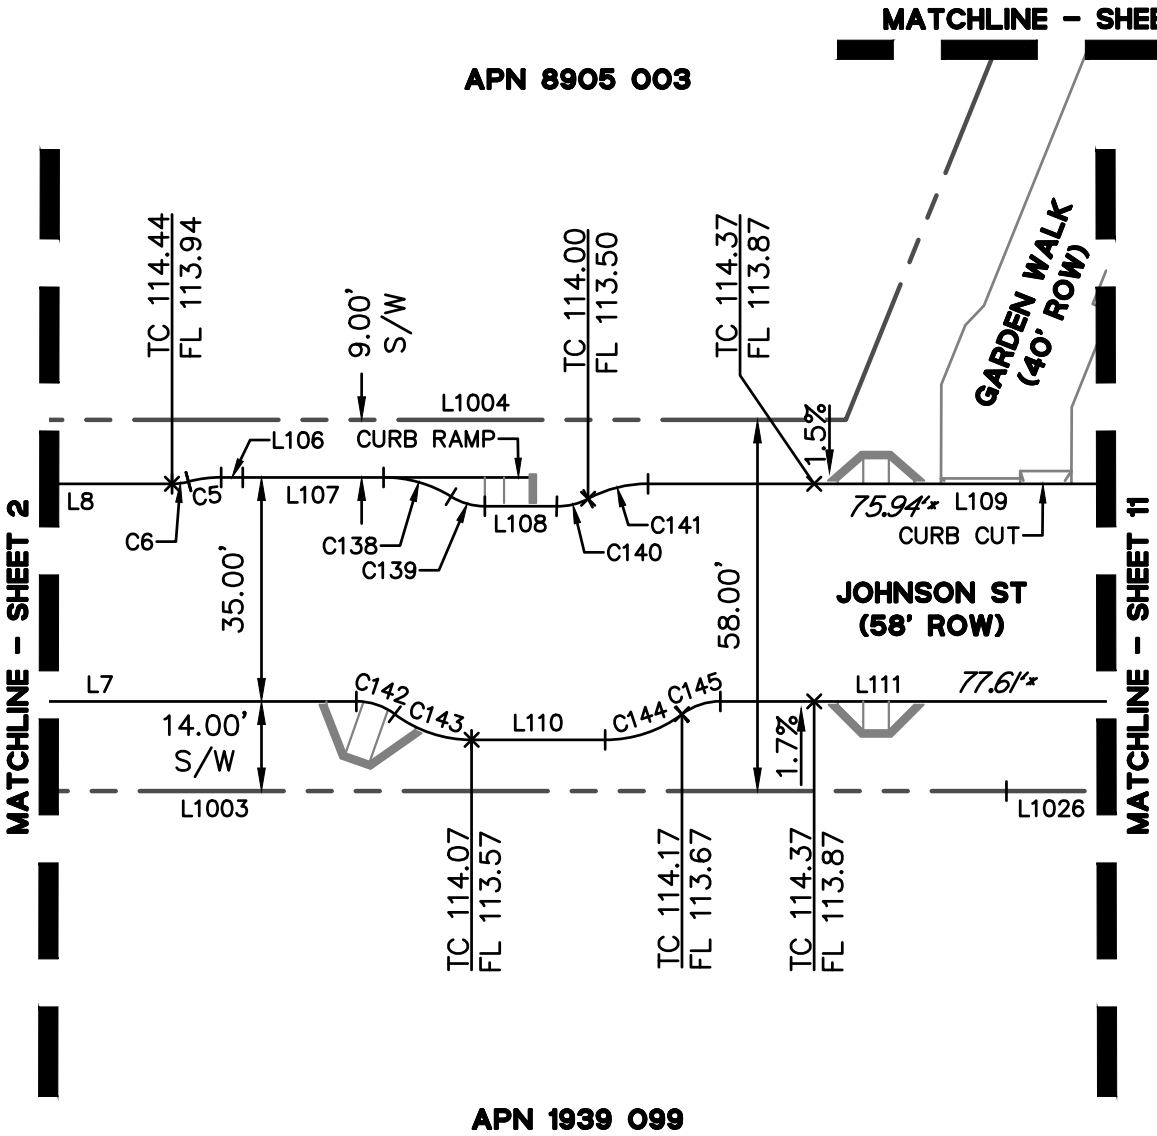 MATCHLINE - SHEE
APN 8905 003
TC 114.44
FL 113.94
9.00'
S/W
TC 114.00
FL 113.50
TC 114.37
FL 113.87
GARDEN WALK
(40' ROW)
L1004
L106
CURB RAMP
1.5%
L8
C5
L107
L108
C141
75.94'*
L109
CURB CUT
C6
C138
C139
C140
35.00'
58.00'
JOHNSON ST
(58' ROW)
MATCHLINE - SHEET 2
MATCHLINE - SHEET 11
L7
C142
C143
L110
C144
C145
L111
77.61'*
14.00'
S/W
1.7%
L1003
L1026
TC 114.07
FL 113.57
TC 114.17
FL 113.67
TC 114.37
FL 113.87
APN 1939 099